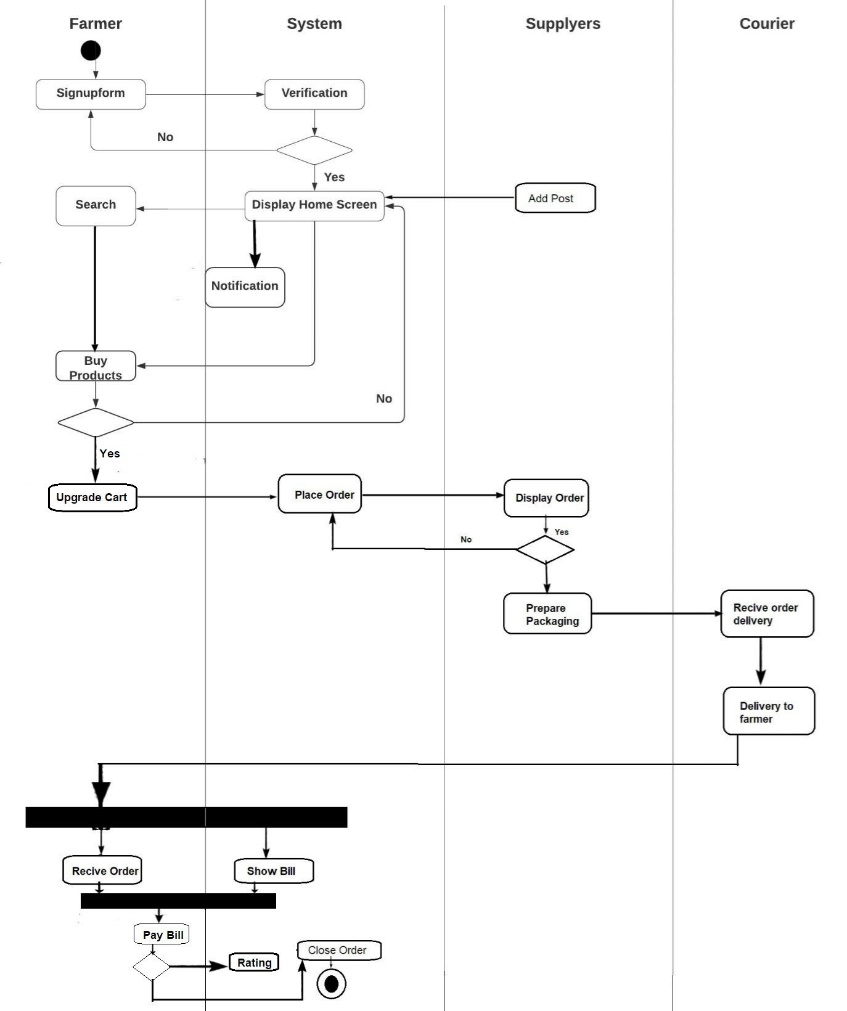 Farmer
System
Supplyers
Courier
Signupform
Verification
No
Yes
Search
Display Home Screen
Add Post
Notification
Buy
Products
No
Yes
Upgrade Cart
Place Order
Display Order
Yes
No
Prepare
Packaging
Recive order
delivery
Delivery to
farmer
Recive Order
Show Bill
Pay Bill
Rating
Close Order